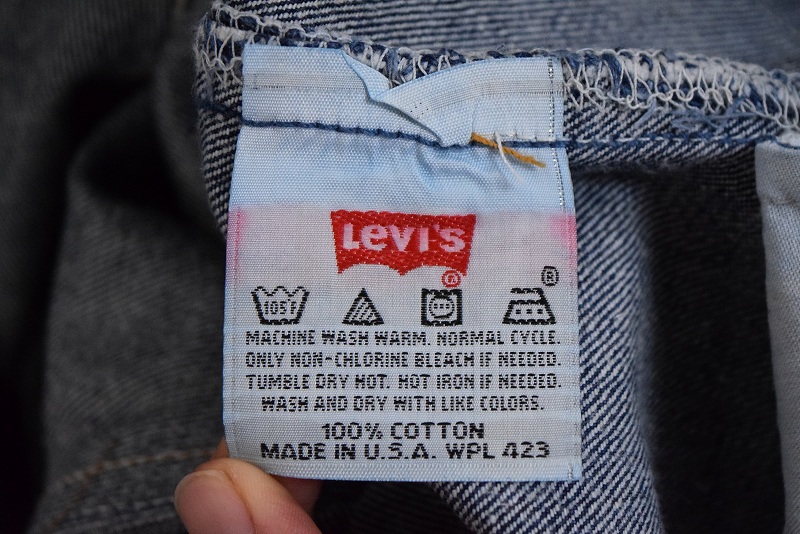 Levi's
®
®
105°F
MACHINE WASH WARM. NORMAL CYCLE.
ONLY NON-CHLORINE BLEACH IF NEEDED.
TUMBLE DRY HOT. HOT IRON IF NEEDED.
WASH AND DRY WITH LIKE COLORS.
100% COTTON
MADE IN U.S.A. WPL 423